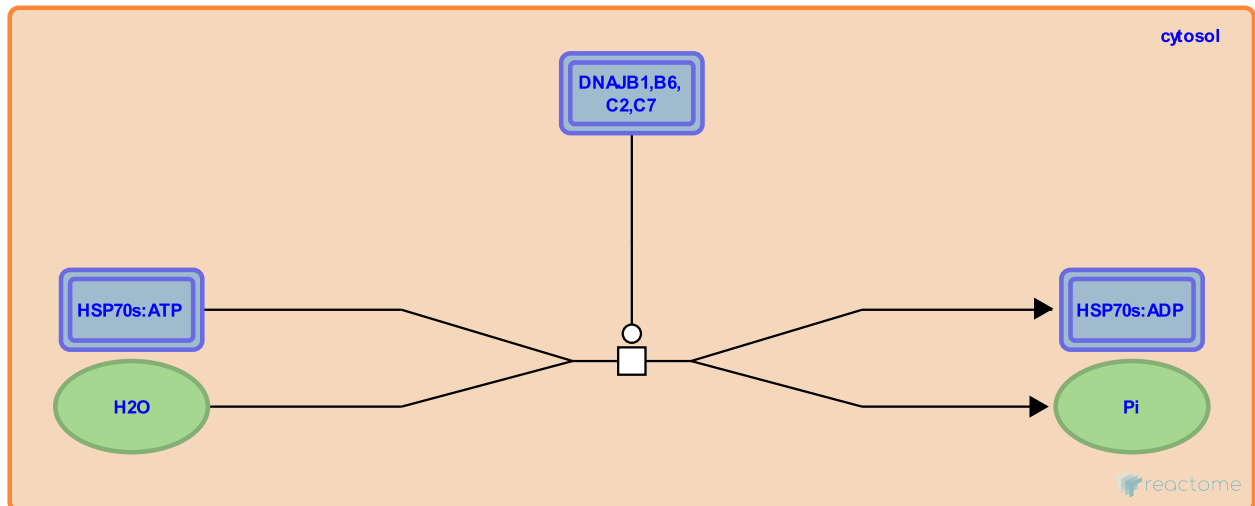 cytosol
DNAJB1,B6,
C2,C7
HSP70s:ATP
HSP70s:ADP
H2O
Pi
reactome